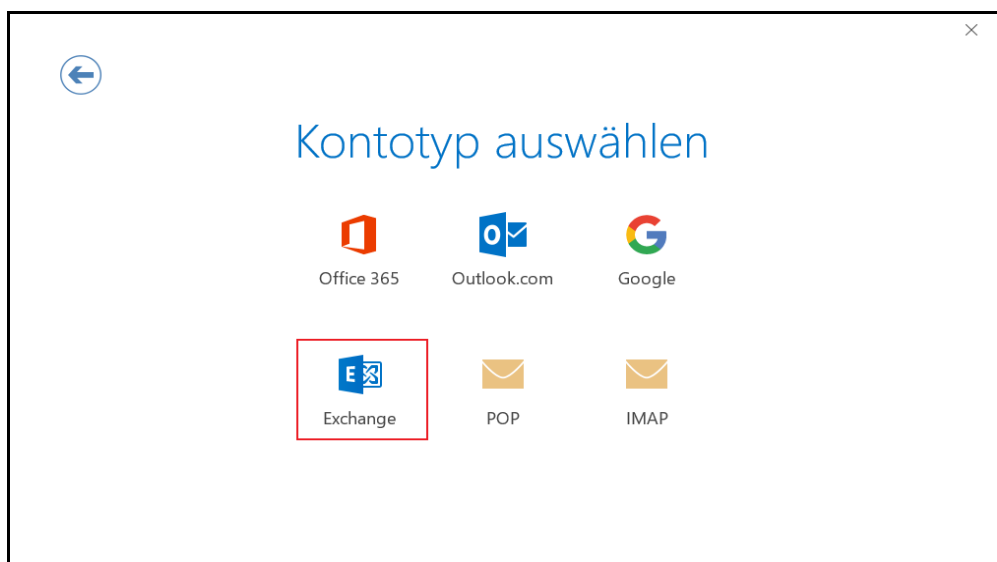 Kontotyp auswählen
Office 365
Outlook.com
Google
Exchange
POP
IMAP